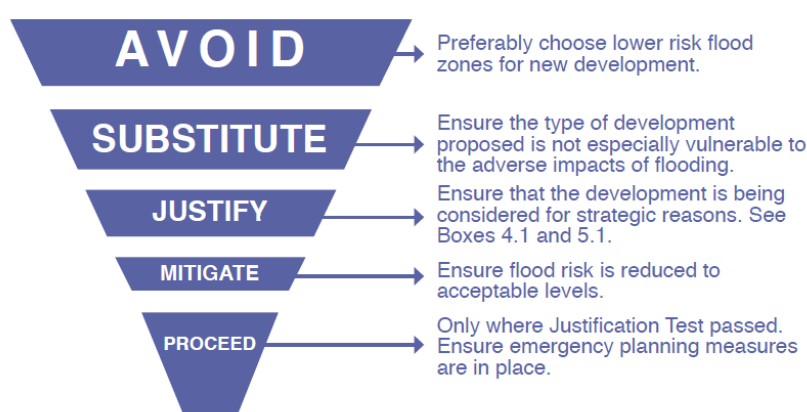 AVOID
Preferably choose lower risk flood
zones for new development.
SUBSTITUTE
Ensure the type of development
proposed is not especially vulnerable to
the adverse impacts of flooding.
JUSTIFY
Ensure that the development is being
considered for strategic reasons. See
Boxes 4.1 and 5.1.
MITIGATE
Ensure flood risk is reduced to
acceptable levels.
PROCEED
Only where Justification Test passed.
Ensure emergency planning measures
are in place.